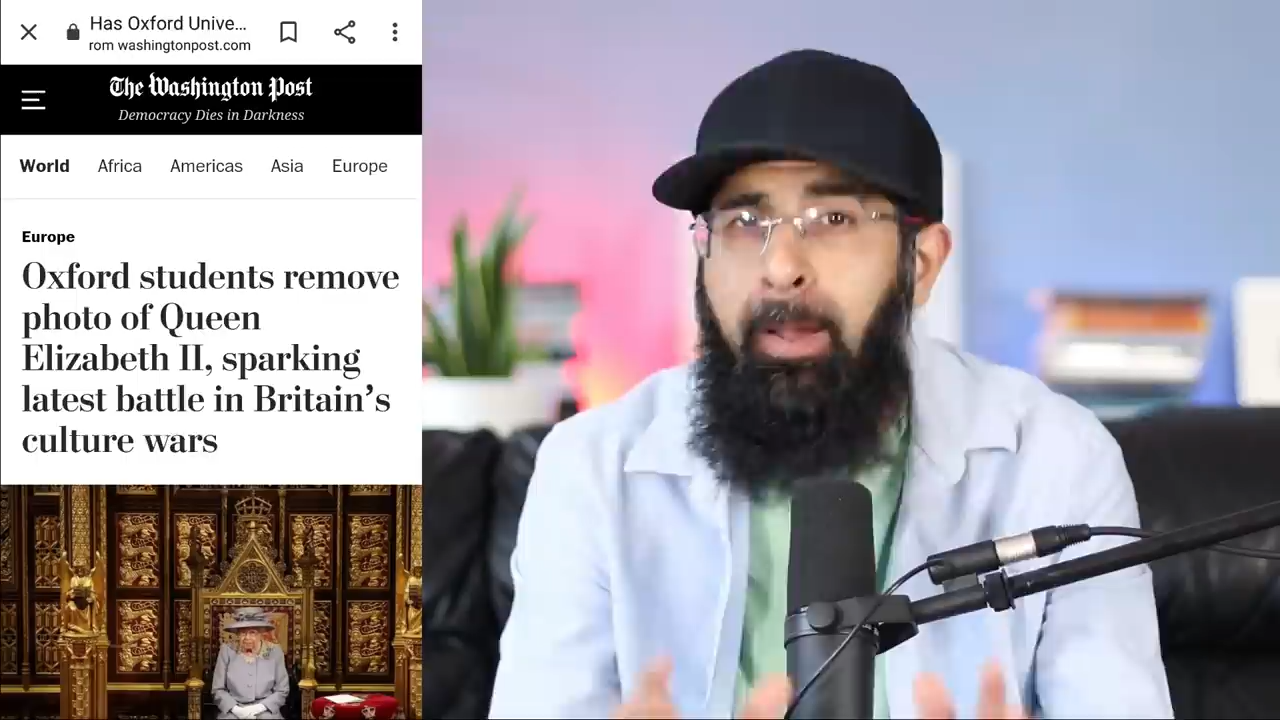 Has Oxford Unive...
rom washingtonpost.com
The Washington Post
Democracy Dies in Darkness
World Africa Americas Asia Europe
Europe
Oxford students remove
photo of Queen
Elizabeth II, sparking
latest battle in Britain’s
culture wars